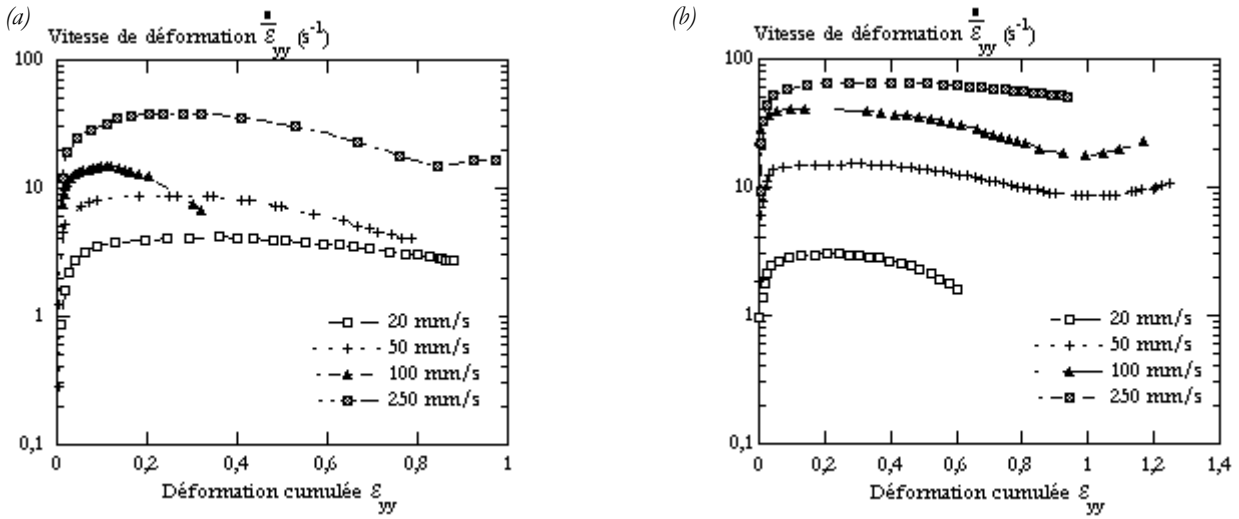 (a)
Vitesse de déformation ε̇̄yy (s⁻¹)
100
10
1
0,1
0
0,2
0,4
0,6
0,8
1
20 mm/s
50 mm/s
100 mm/s
250 mm/s
Déformation cumulée εyy
(b)
Vitesse de déformation ε̇̄yy (s⁻¹)
100
10
1
0,1
0
0,2
0,4
0,6
0,8
1
1,2
1,4
20 mm/s
50 mm/s
100 mm/s
250 mm/s
Déformation cumulée εyy